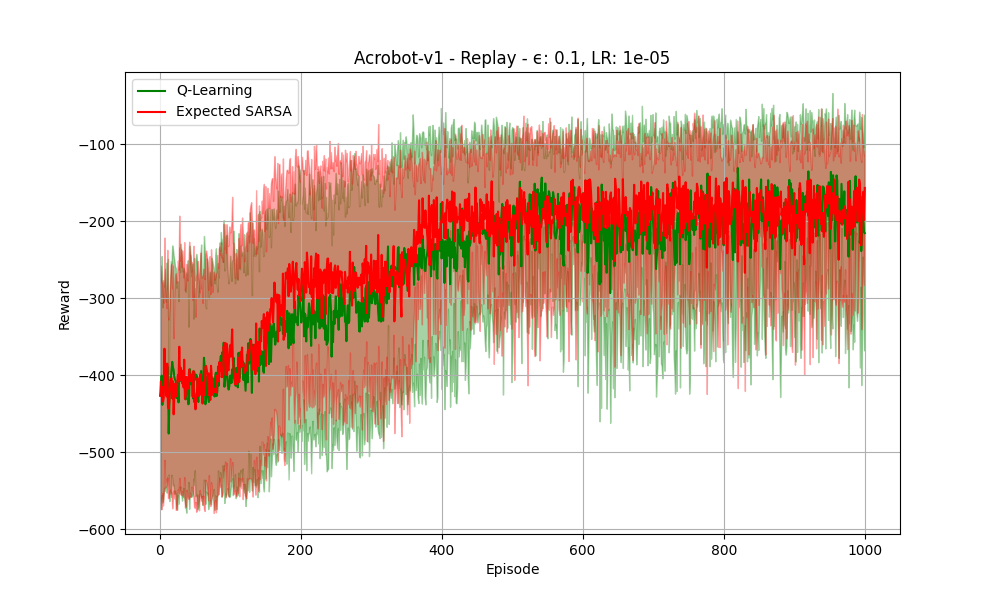 Acrobot-v1 - Replay - ϵ: 0.1, LR: 1e-05
Q-Learning
Expected SARSA
−100
−200
−300
−400
−500
−600
Reward
0
200
400
600
800
1000
Episode